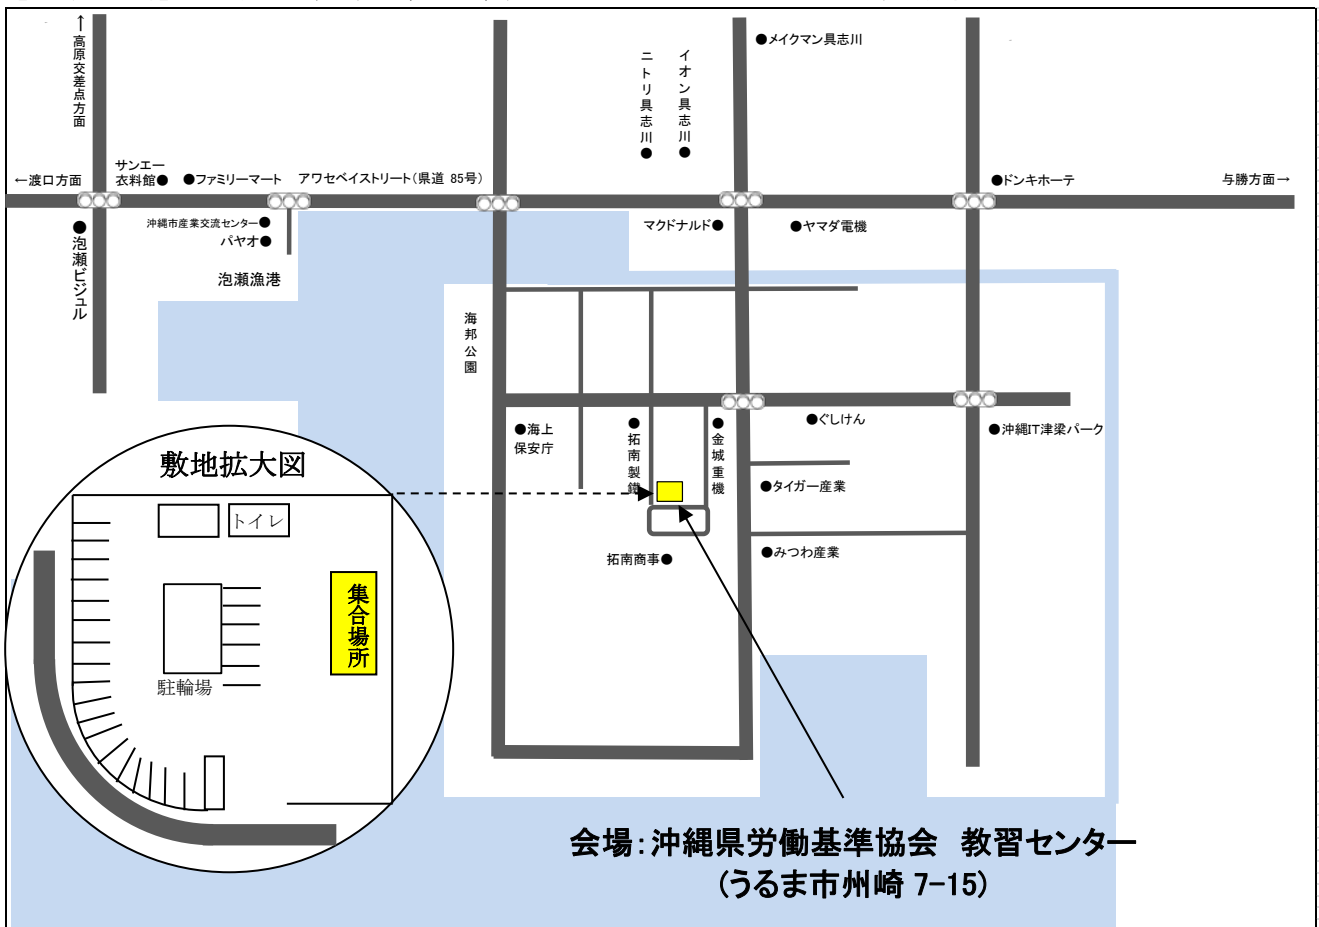 ↑高原交差点方面
ニトリ具志川●
イオン具志川●
●メイクマン具志川
←渡口方面
サンエー
衣料館●
●ファミリーマート
アワセベイストリート(県道 85号)
●ドンキホーテ
与勝方面→
●泡瀬ビジュル
沖縄市産業交流センター●
パヤオ●
泡瀬漁港
マクドナルド●
●ヤマダ電機
海邦公園
●海上
保安庁
●拓南製鐵
●金城重機
●ぐしけん
●沖縄IT津梁パーク
●タイガー産業
拓南商事●
●みつわ産業
敷地拡大図
トイレ
集合場所
駐輪場
会場：沖縄県労働基準協会　教習センター
(うるま市州崎 7-15)